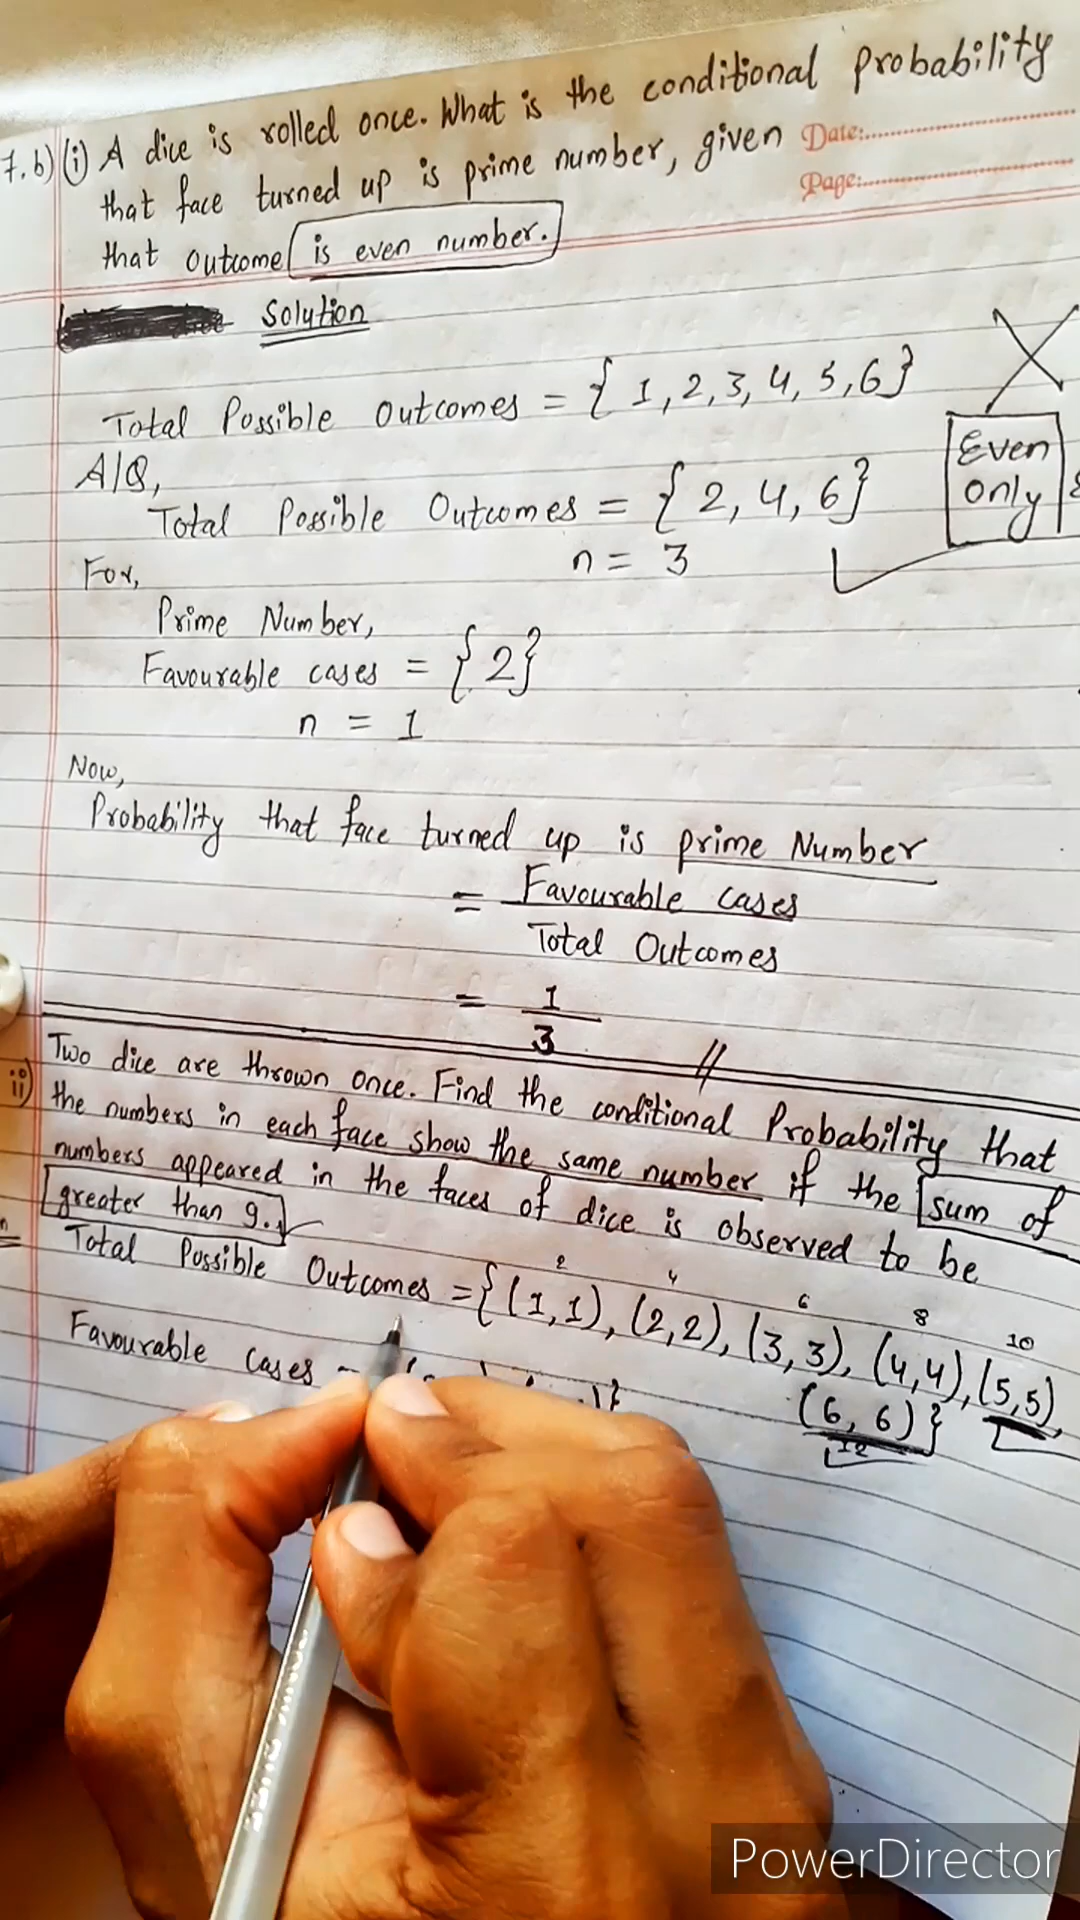 7.b) (i) A dice is rolled once. What is the conditional probability
that face turned up is prime number, given
that outcome is even number.
Date:
Page:
Solution
Total Possible Outcomes = { 1, 2, 3, 4, 5, 6 }
A/Q,
Total Possible Outcomes = { 2, 4, 6 }
Even
Only
n = 3
For,
Prime Number,
Favourable cases = { 2 }
n = 1
Now,
Probability that face turned up is prime Number
= Favourable cases
Total Outcomes
= 1
3
ii) Two dice are thrown once. Find the conditional Probability that
the numbers in each face show the same number if the sum of
numbers appeared in the faces of dice is observed to be
greater than 9.
2 4 6 8 10
Total Possible Outcomes = { (1, 1), (2, 2), (3, 3), (4, 4), (5, 5),
(6, 6) }
12
Favourable cases
PowerDirector